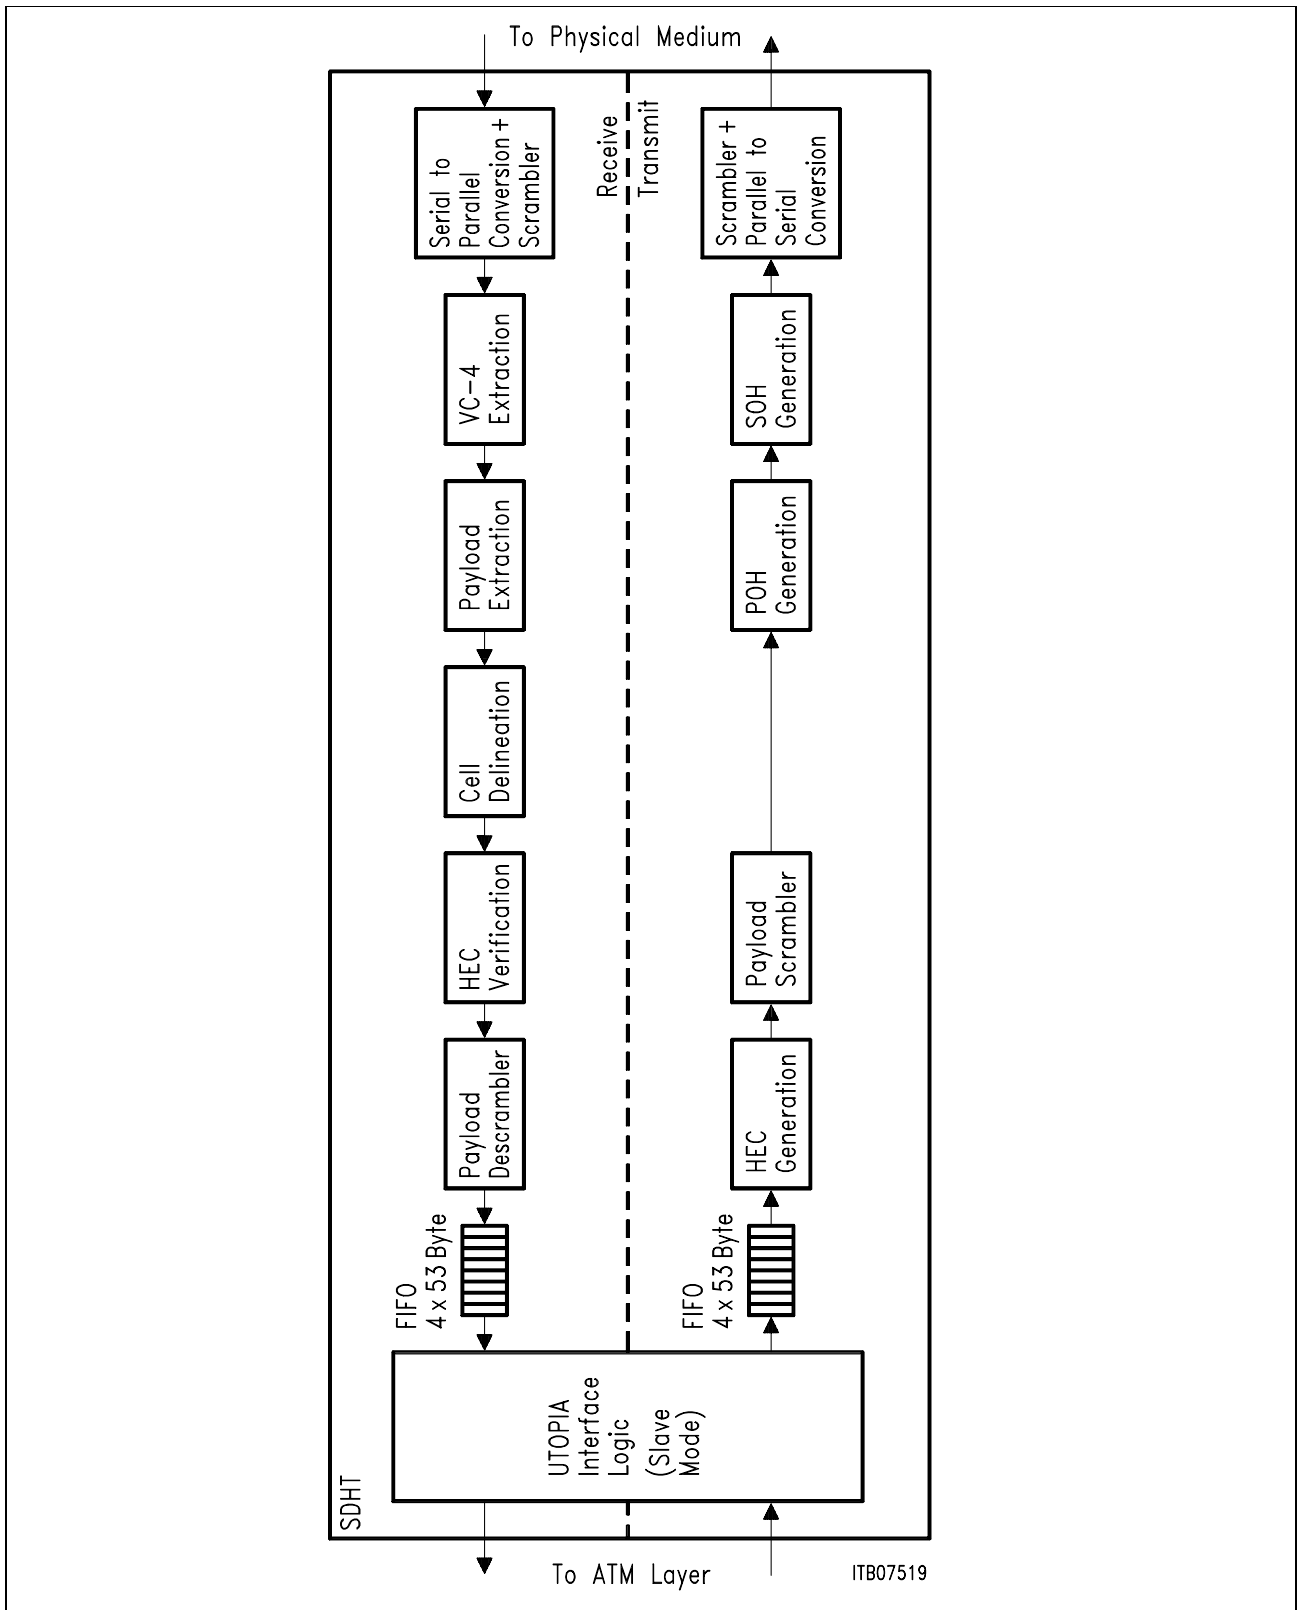 To Physical Medium
Serial to
Parallel
Conversion +
Scrambler
Receive
Transmit
Scrambler +
Parallel to
Serial
Conversion
VC-4
Extraction
SOH
Generation
Payload
Extraction
POH
Generation
Cell
Delineation
HEC
Verification
Payload
Scrambler
Payload
Descrambler
HEC
Generation
FIFO
4 x 53 Byte
FIFO
4 x 53 Byte
UTOPIA
Interface
Logic
(Slave
Mode)
SDHT
To ATM Layer
ITB07519